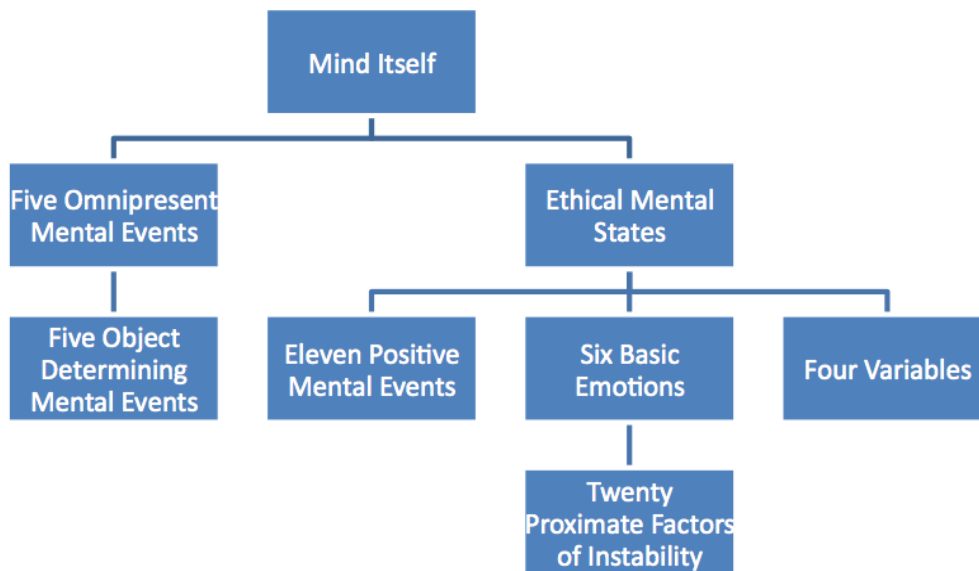 Mind Itself
Five Omnipresent
Mental Events
Ethical Mental
States
Five Object
Determining
Mental Events
Eleven Positive
Mental Events
Six Basic
Emotions
Four Variables
Twenty
Proximate Factors
of Instability